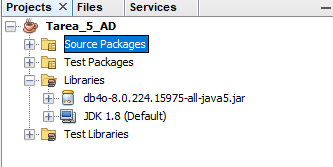 Projects × Files Services
Tarea_5_AD
Source Packages
Test Packages
Libraries
db4o-8.0.224.15975-all-java5.jar
JDK 1.8 (Default)
Test Libraries